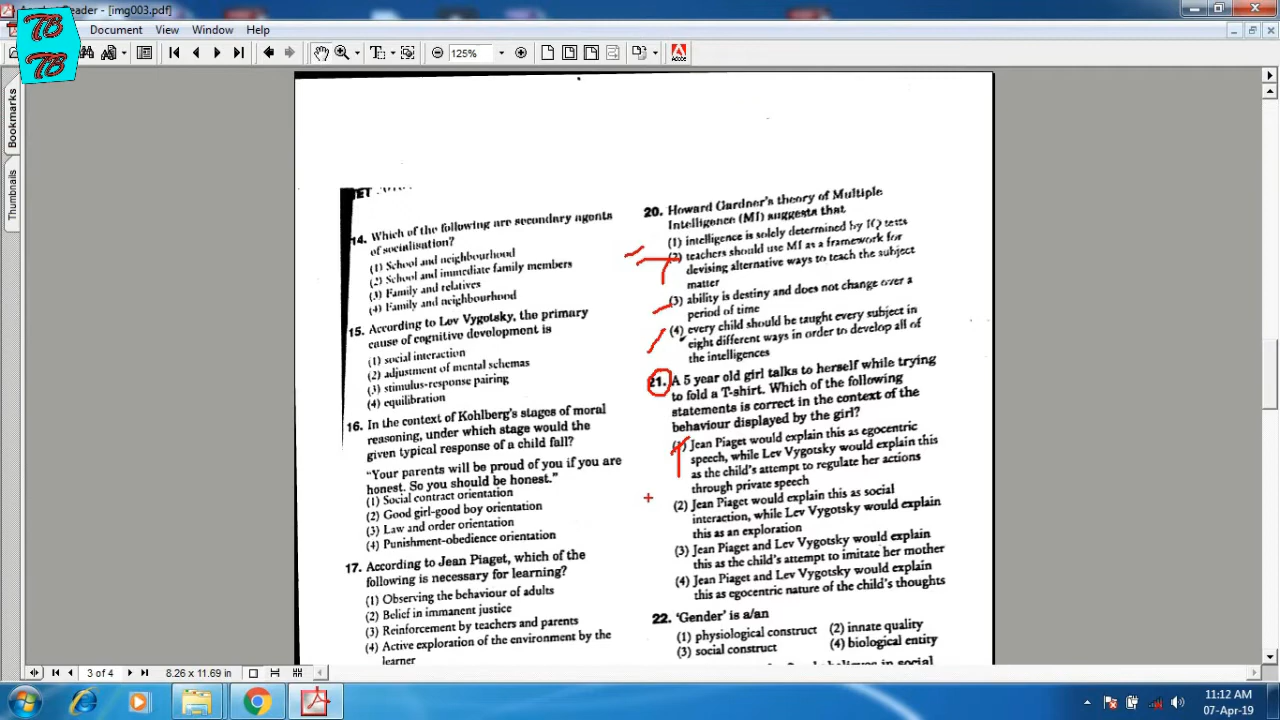 TB
TB
Reader - [img003.pdf]
Document View Window Help
125%
Bookmarks
Thumbnails
14. Which of the following are secondary agents
of socialisation?
(1) School and neighbourhood
(2) School and immediate family members
(3) Family and relatives
(4) Family and neighbourhood
15. According to Lev Vygotsky, the primary
cause of cognitive development is
(1) social interaction
(2) adjustment of mental schemas
(3) stimulus-response pairing
(4) equilibration
16. In the context of Kohlberg's stages of moral
reasoning, under which stage would the
given typical response of a child fall?
"Your parents will be proud of you if you are
honest. So you should be honest."
(1) Social contract orientation
(2) Good girl-good boy orientation
(3) Law and order orientation
(4) Punishment-obedience orientation
17. According to Jean Piaget, which of the
following is necessary for learning?
(1) Observing the behaviour of adults
(2) Belief in immanent justice
(3) Reinforcement by teachers and parents
(4) Active exploration of the environment by the
learner
20. Howard Gardner's theory of Multiple
Intelligence (MI) suggests that
(1) intelligence is solely determined by IQ tests
(2) teachers should use MI as a framework for
devising alternative ways to teach the subject
matter
(3) ability is destiny and does not change over a
period of time
(4) every child should be taught every subject in
eight different ways in order to develop all of
the intelligences
21. A 5 year old girl talks to herself while trying
to fold a T-shirt. Which of the following
statements is correct in the context of the
behaviour displayed by the girl?
(1) Jean Piaget would explain this as egocentric
speech, while Lev Vygotsky would explain this
as the child's attempt to regulate her actions
through private speech
(2) Jean Piaget would explain this as social
interaction, while Lev Vygotsky would explain
this as an exploration
(3) Jean Piaget and Lev Vygotsky would explain
this as the child's attempt to imitate her mother
(4) Jean Piaget and Lev Vygotsky would explain
this as egocentric nature of the child's thoughts
22. 'Gender' is a/an
(1) physiological construct (2) innate quality
(3) social construct (4) biological entity
3 of 4 8.26 x 11.69 in
11:12 AM
07-Apr-19